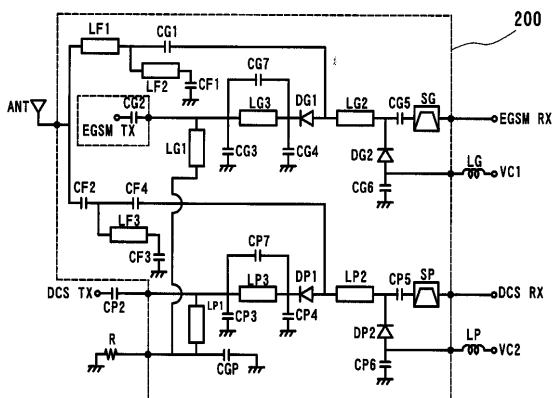 200
LF1
CG1
LF2
CF1
CG7
ANT
CG2
EGSM TX
LG3
DG1
LG2
CG5
SG
EGSM RX
LG1
CG3
CG4
DG2
LG
VC1
CG6
CF2
CF4
LF3
CF3
CP7
DCS TX
CP2
LP1
LP3
DP1
LP2
CP5
SP
DCS RX
CP3
CP4
DP2
LP
VC2
R
CGP
CP6